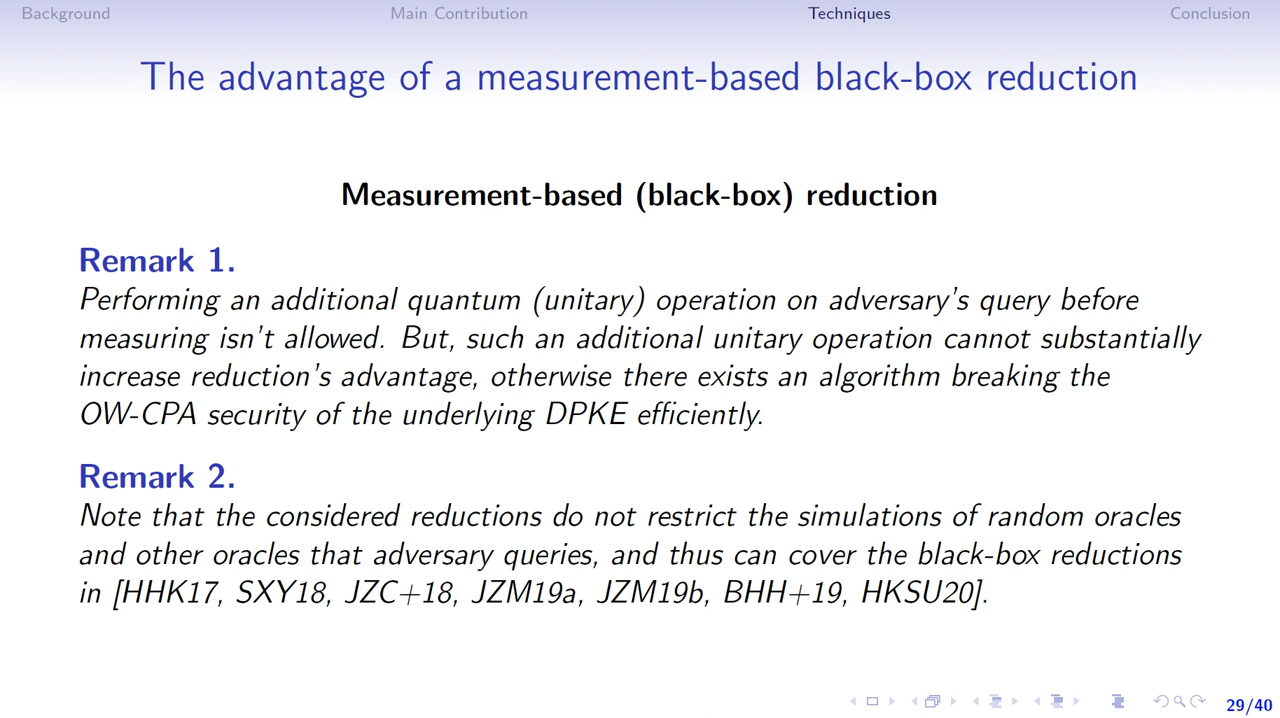 Background Main Contribution Techniques Conclusion
The advantage of a measurement-based black-box reduction
Measurement-based (black-box) reduction
Remark 1.
Performing an additional quantum (unitary) operation on adversary's query before
measuring isn't allowed. But, such an additional unitary operation cannot substantially
increase reduction's advantage, otherwise there exists an algorithm breaking the
OW-CPA security of the underlying DPKE efficiently.
Remark 2.
Note that the considered reductions do not restrict the simulations of random oracles
and other oracles that adversary queries, and thus can cover the black-box reductions
in [HHK17, SXY18, JZC+18, JZM19a, JZM19b, BHH+19, HKSU20].
29/40